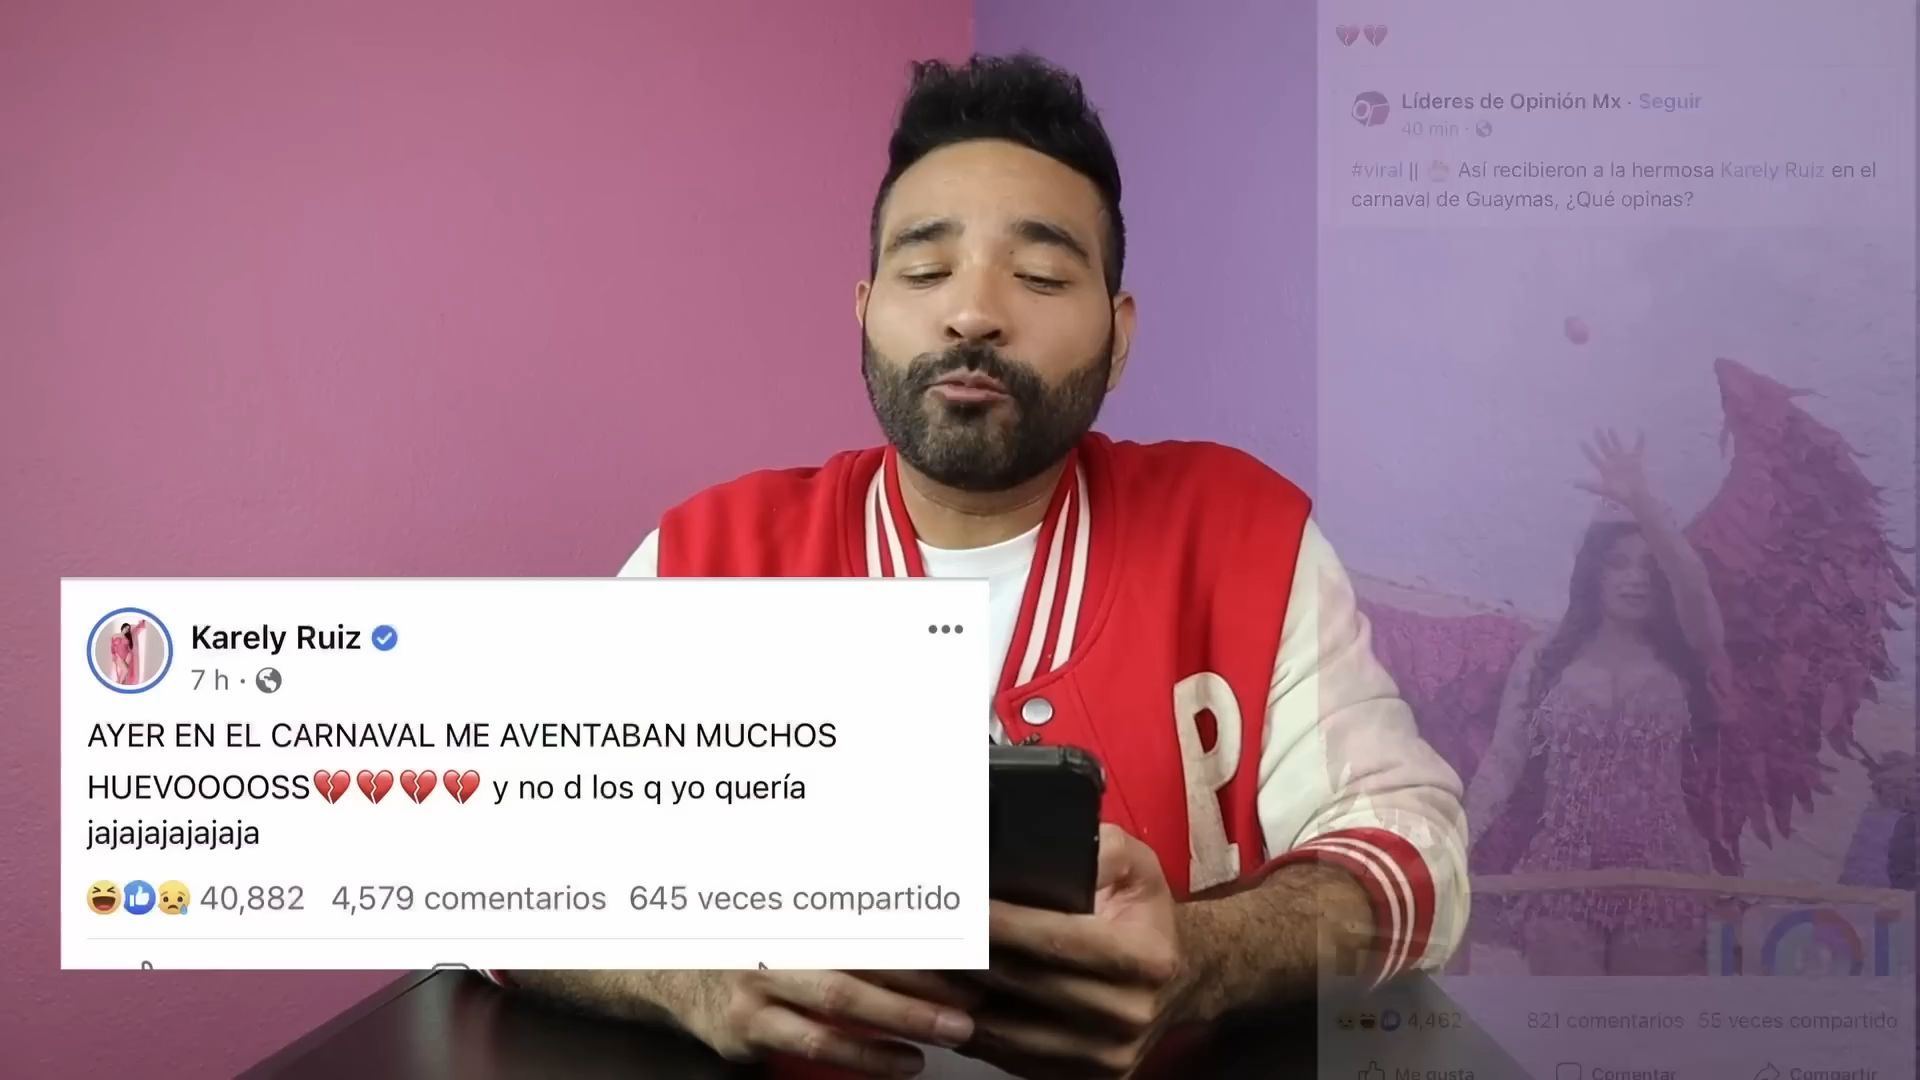 Karely Ruiz
7 h ·
AYER EN EL CARNAVAL ME AVENTABAN MUCHOS
HUEVOOOOSS💔💔💔💔 y no d los q yo quería
jajajajajajaja
40,882 4,579 comentarios 645 veces compartido
P
💔💔
Líderes de Opinión Mx · Seguir
40 min ·
#viral || Así recibieron a la hermosa Karely Ruiz en el
carnaval de Guaymas, ¿Qué opinas?
4,462 821 comentarios 55 veces compartido
Me gusta Comentar Compartir